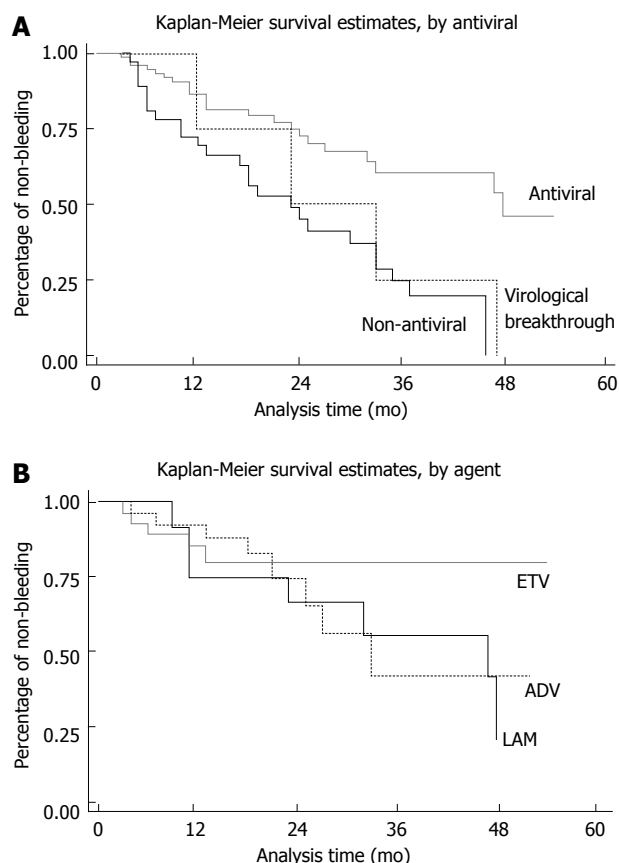 A
Kaplan-Meier survival estimates, by antiviral
1.00
0.75
0.50
0.25
0.00
Percentage of non-bleeding
Antiviral
Virological
breakthrough
Non-antiviral
0 12 24 36 48 60
Analysis time (mo)
B
Kaplan-Meier survival estimates, by agent
1.00
0.75
0.50
0.25
0.00
Percentage of non-bleeding
ETV
ADV
LAM
0 12 24 36 48 60
Analysis time (mo)